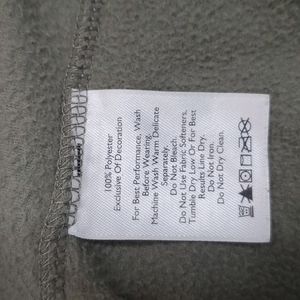 100% Polyester
Exclusive Of Decoration
For Best Performance, Wash
Before Wearing.
Machine Wash Warm Delicate
Separately.
Do Not Bleach.
Do Not Use Fabric Softeners.
Tumble Dry Low Or For Best
Results Line Dry.
Do Not Iron.
Do Not Dry Clean.